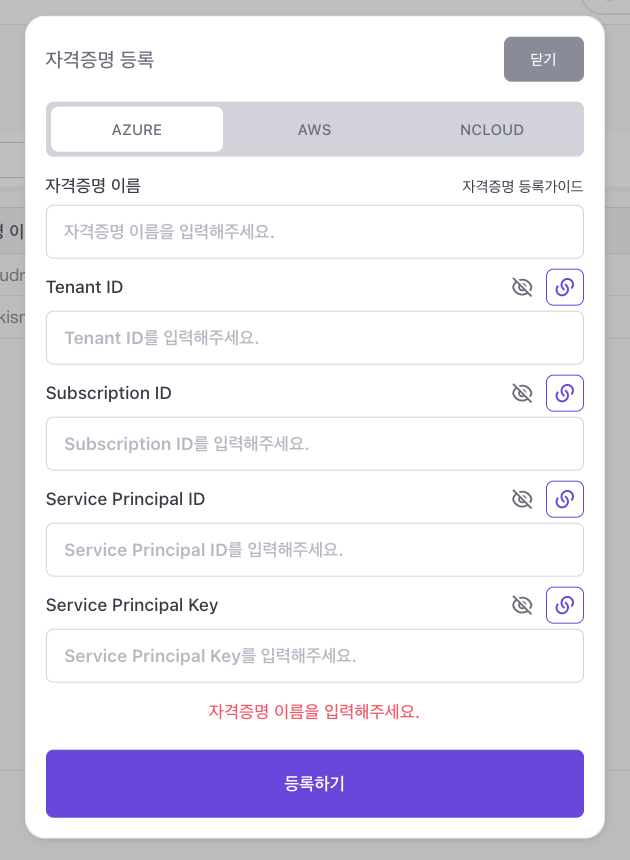 자격증명 등록
닫기
AZURE
AWS
NCLOUD
자격증명 이름
자격증명 등록가이드
자격증명 이름을 입력해주세요.
Tenant ID
Tenant ID를 입력해주세요.
Subscription ID
Subscription ID를 입력해주세요.
Service Principal ID
Service Principal ID를 입력해주세요.
Service Principal Key
Service Principal Key를 입력해주세요.
자격증명 이름을 입력해주세요.
등록하기